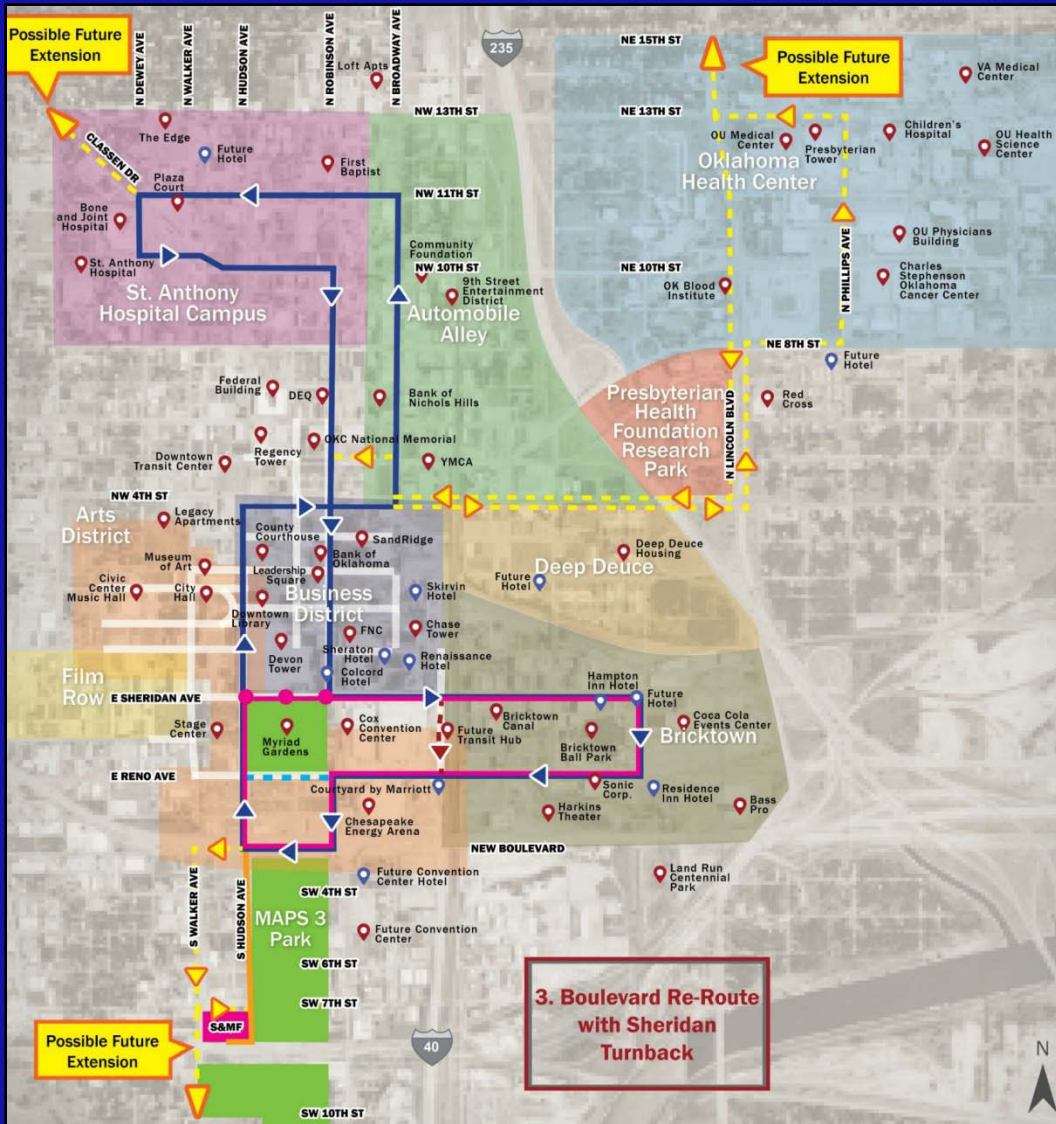 Possible Future
Extension
N DEWEY AVE
N WALKER AVE
N HUDSON AVE
N ROBINSON AVE
N BROADWAY AVE
Loft Apts
235
NE 15TH ST
Possible Future
Extension
VA Medical
Center
CLASSEN DR
The Edge
Future
Hotel
First
Baptist
NW 13TH ST
NE 13TH ST
OU Medical
Center
Presbyterian
Tower
Children's
Hospital
OU Health
Science
Center
Oklahoma
Health Center
Plaza
Court
NW 11TH ST
Bone
and Joint
Hospital
St. Anthony
Hospital
St. Anthony
Hospital Campus
Community
Foundation
NW 10TH ST
9th Street
Entertainment
District
Automobile
Alley
NE 10TH ST
OK Blood
Institute
N PHILLIPS AVE
OU Physicians
Building
Charles
Stephenson
Oklahoma
Cancer Center
NE 8TH ST
Future
Hotel
Federal
Building
DEQ
Bank of
Nichols Hills
Presbyterian
Health
Foundation
Research
Park
N LINCOLN BLVD
Red
Cross
Regency
Tower
OKC National Memorial
Downtown
Transit Center
YMCA
NW 4TH ST
Arts
District
Legacy
Apartments
County
Courthouse
SandRidge
Museum
of Art
Bank of
Oklahoma
Leadership
Square
Deep Deuce
Housing
Deep Deuce
Future
Hotel
Civic
Center
Music Hall
City
Hall
Downtown
Library
Business
District
Skirvin
Hotel
Devon
Tower
FNC
Chase
Tower
Sheraton
Hotel
Renaissance
Hotel
Colcord
Hotel
Film
Row
E SHERIDAN AVE
Hampton
Inn Hotel
Future
Hotel
Stage
Center
Myriad
Gardens
Cox
Convention
Center
Future
Transit Hub
Bricktown
Canal
Bricktown
Ball Park
Coca Cola
Events Center
Bricktown
E RENO AVE
Courtyard by Marriott
Sonic
Corp.
Residence
Inn Hotel
Chesapeake
Energy Arena
Harkins
Theater
Bass
Pro
NEW BOULEVARD
S WALKER AVE
S HUDSON AVE
Future Convention
Center Hotel
SW 4TH ST
Land Run
Centennial
Park
MAPS 3
Park
Future Convention
Center
SW 6TH ST
SW 7TH ST
S&MF
3. Boulevard Re-Route
with Sheridan
Turnback
Possible Future
Extension
40
N
SW 10TH ST